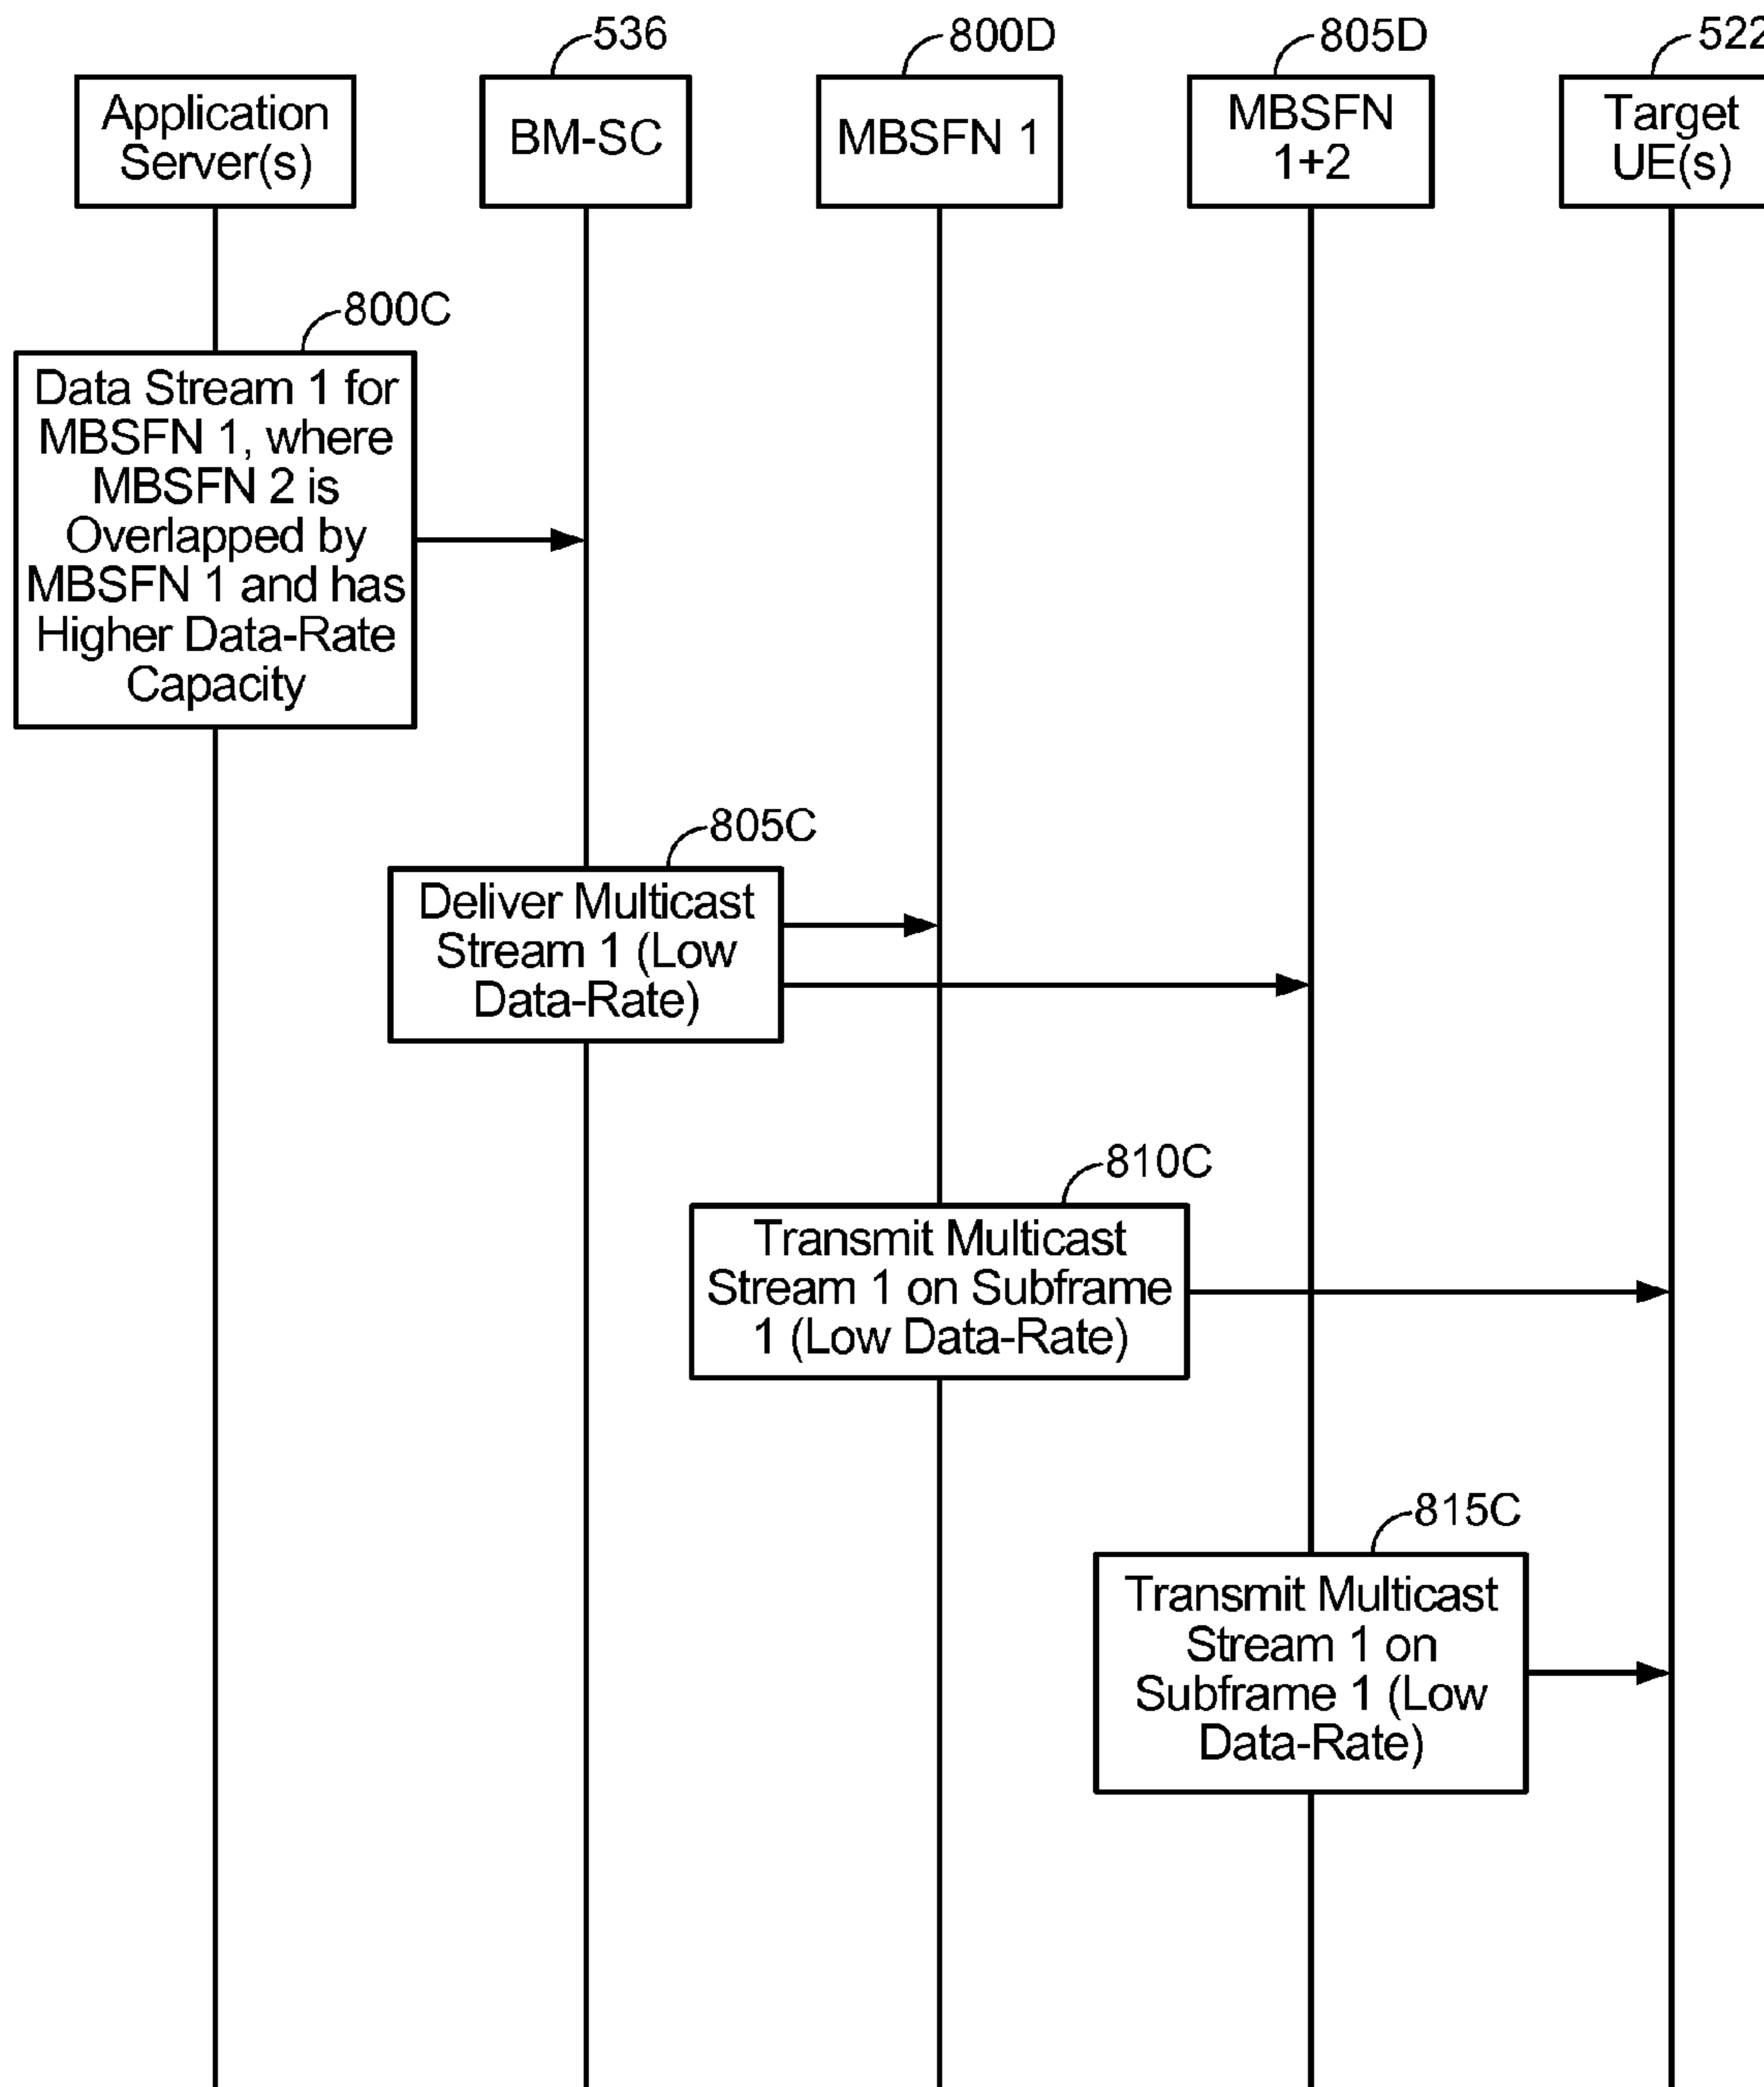 536
800D
805D
522
Application
Server(s)
BM-SC
MBSFN 1
MBSFN
1+2
Target
UE(s)
800C
Data Stream 1 for
MBSFN 1, where
MBSFN 2 is
Overlapped by
MBSFN 1 and has
Higher Data-Rate
Capacity
805C
Deliver Multicast
Stream 1 (Low
Data-Rate)
810C
Transmit Multicast
Stream 1 on Subframe
1 (Low Data-Rate)
815C
Transmit Multicast
Stream 1 on
Subframe 1 (Low
Data-Rate)